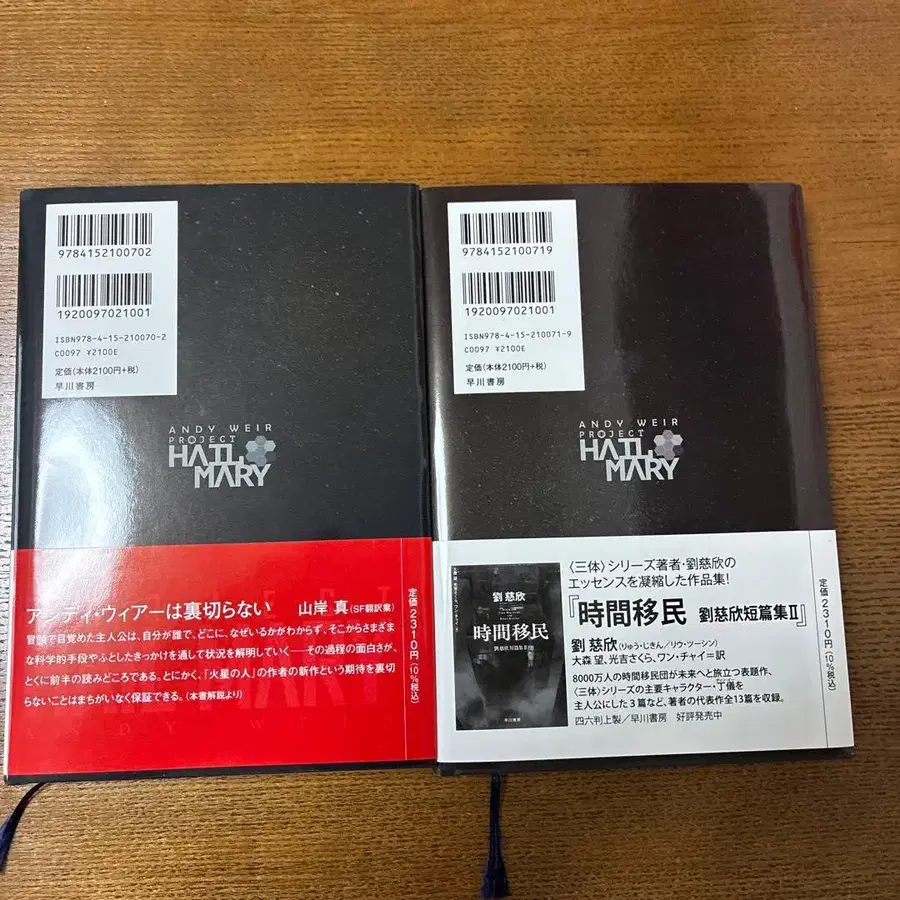 9784152100702
1920097021001
ISBN978-4-15-210070-2
C0097 ¥2100E
定価(本体2100円+税)
早川書房
ANDY WEIR
PROJECT
HAIL
MARY
アンディ・ウィアーは裏切らない 山岸 真(SF翻訳業)
冒頭で目覚めた主人公は、自分が誰で、どこに、なぜいるかがわからず、そこからさまざま
な科学的手段やふとしたきっかけを通して状況を解明していく——その過程の面白さが、
とくに前半の読みどころである。とにかく、『火星の人』の作者の新作という期待を裏切
らないことはまちがいなく保証できる。(本書解説より)
ANDY WEIR
定価2310円(10%税込)
9784152100719
1920097021001
ISBN978-4-15-210071-9
C0097 ¥2100E
定価(本体2100円+税)
早川書房
ANDY WEIR
PROJECT
HAIL
MARY
劉慈欣
時間移民
劉慈欣短篇集II
早川書房
〈三体〉シリーズ著者・劉慈欣の
エッセンスを凝縮した作品集!
『時間移民 劉慈欣短篇集II』
劉 慈欣(りゅう・じきん/リウ・ツーシン)
大森 望、光吉さくら、ワン・チャイ=訳
8000万人の時間移民団が未来へと旅立つ表題作、
〈三体〉シリーズの主要キャラクター・丁儀を
主人公にした3篇など、著者の代表作全13篇を収録。
四六判上製/早川書房 好評発売中
定価2310円(10%税込)